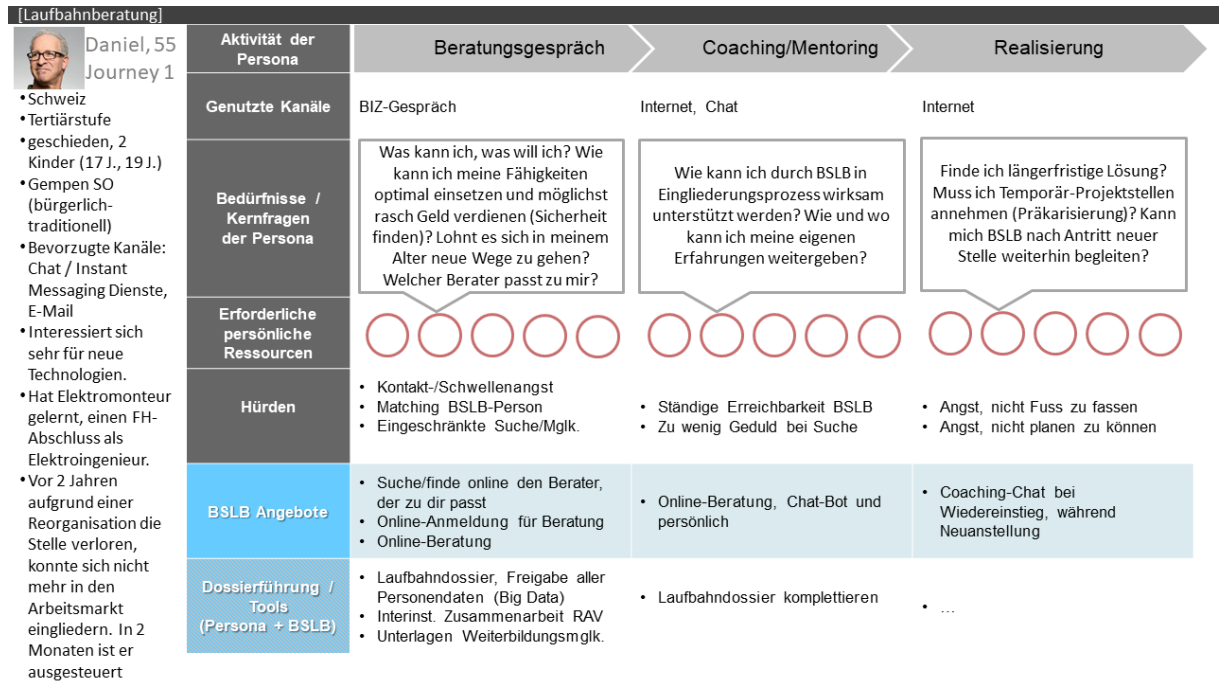 [Laufbahnberatung]
Daniel, 55
Journey 1
•Schweiz
•Tertiärstufe
•geschieden, 2
Kinder (17 J., 19 J.)
•Gempen SO
(bürgerlich-
traditionell)
•Bevorzugte Kanäle:
Chat / Instant
Messaging Dienste,
E-Mail
•Interessiert sich
sehr für neue
Technologien.
•Hat Elektromonteur
gelernt, einen FH-
Abschluss als
Elektroingenieur.
•Vor 2 Jahren
aufgrund einer
Reorganisation die
Stelle verloren,
konnte sich nicht
mehr in den
Arbeitsmarkt
eingliedern. In 2
Monaten ist er
ausgesteuert
Aktivität der
Persona
Beratungsgespräch
Coaching/Mentoring
Realisierung
Genutzte Kanäle
BIZ-Gespräch
Internet, Chat
Internet
Bedürfnisse /
Kernfragen
der Persona
Was kann ich, was will ich? Wie
kann ich meine Fähigkeiten
optimal einsetzen und möglichst
rasch Geld verdienen (Sicherheit
finden)? Lohnt es sich in meinem
Alter neue Wege zu gehen?
Welcher Berater passt zu mir?
Wie kann ich durch BSLB in
Eingliederungsprozess wirksam
unterstützt werden? Wie und wo
kann ich meine eigenen
Erfahrungen weitergeben?
Finde ich längerfristige Lösung?
Muss ich Temporär-Projektstellen
annehmen (Präkarisierung)? Kann
mich BSLB nach Antritt neuer
Stelle weiterhin begleiten?
Erforderliche
persönliche
Ressourcen
Hürden
• Kontakt-/Schwellenangst
• Matching BSLB-Person
• Eingeschränkte Suche/Mglk.
• Ständige Erreichbarkeit BSLB
• Zu wenig Geduld bei Suche
• Angst, nicht Fuss zu fassen
• Angst, nicht planen zu können
BSLB Angebote
• Suche/finde online den Berater,
der zu dir passt
• Online-Anmeldung für Beratung
• Online-Beratung
• Online-Beratung, Chat-Bot und
persönlich
• Coaching-Chat bei
Wiedereinstieg, während
Neuanstellung
Dossierführung /
Tools
(Persona + BSLB)
• Laufbahndossier, Freigabe aller
Personendaten (Big Data)
• Interinst. Zusammenarbeit RAV
• Unterlagen Weiterbildungsmglk.
• Laufbahndossier komplettieren
• …